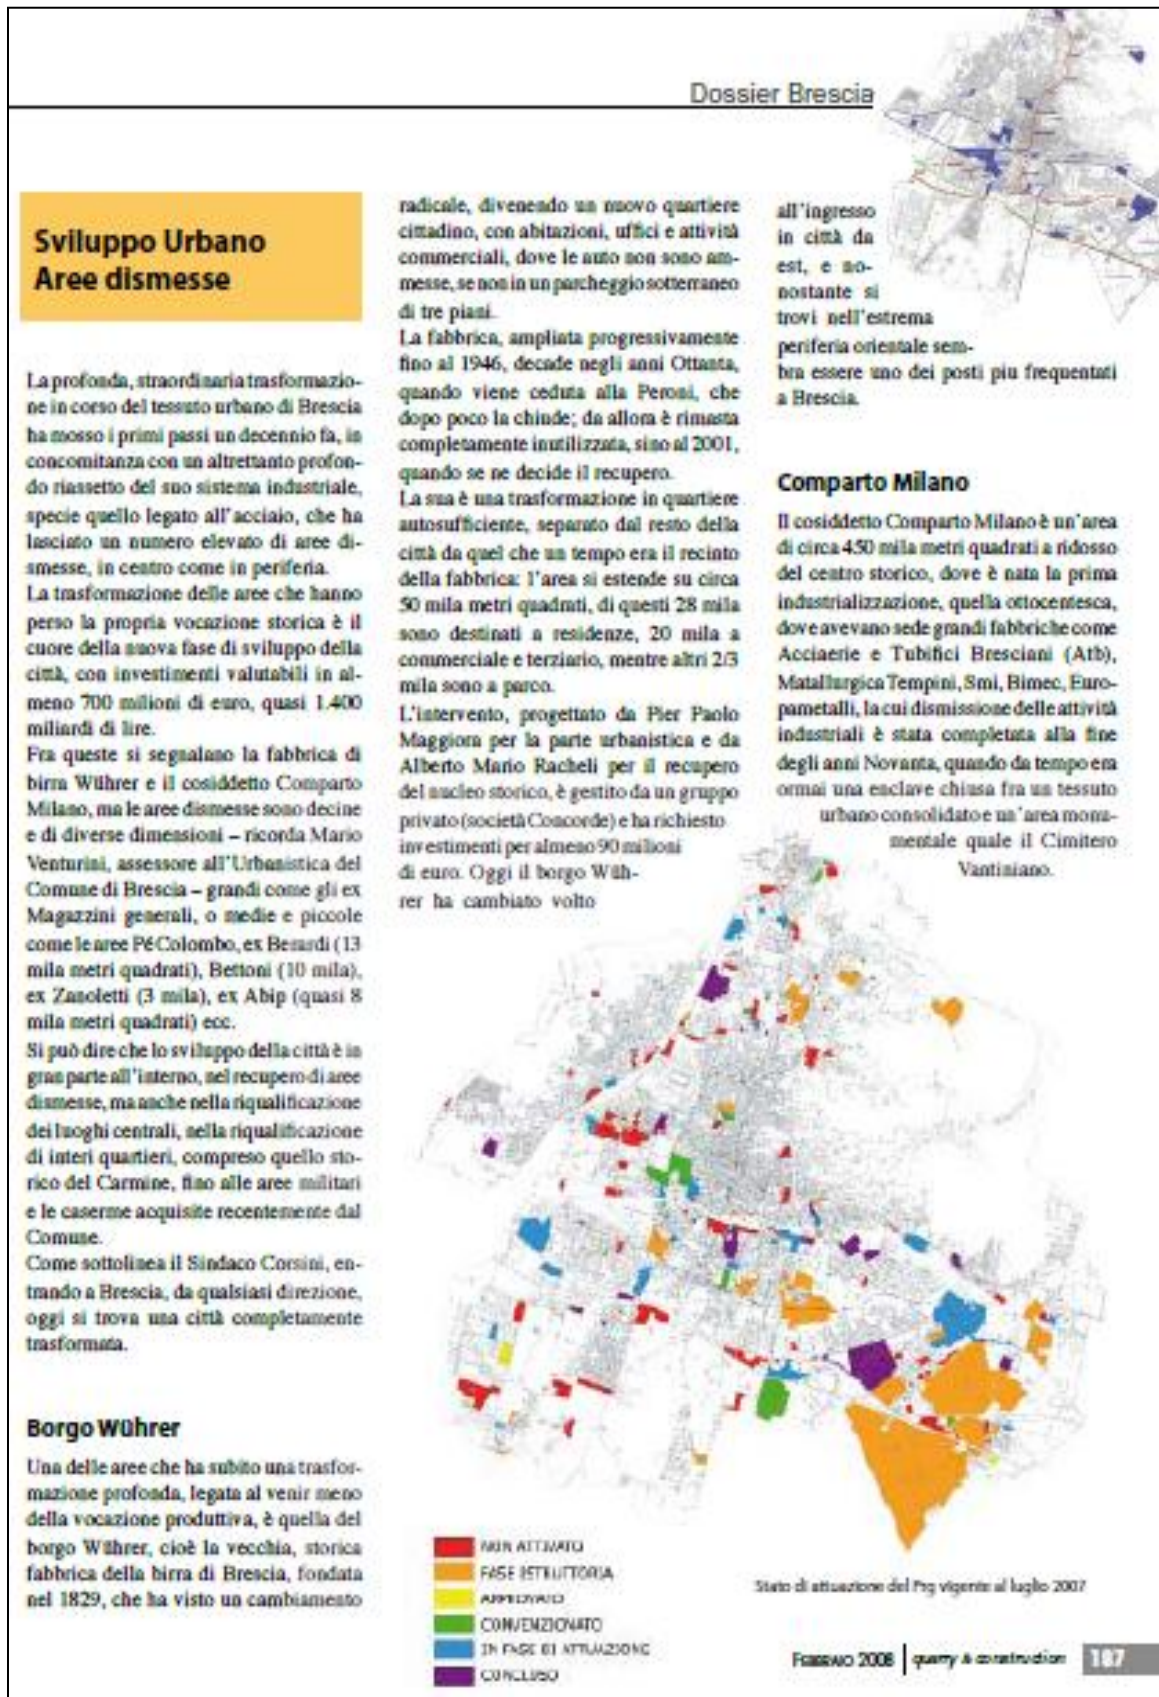 Dossier Brescia
Sviluppo Urbano
Aree dismesse
La profonda, straordinaria trasformazio-
ne in corso del tessuto urbano di Brescia
ha mosso i primi passi un decennio fa, in
concomitanza con un altrettanto profon-
do riassetto del suo sistema industriale,
specie quello legato all'acciaio, che ha
lasciato un numero elevato di aree di-
smesse, in centro come in periferia.
La trasformazione delle aree che hanno
perso la propria vocazione storica è il
cuore della nuova fase di sviluppo della
città, con investimenti valutabili in al-
meno 700 milioni di euro, quasi 1.400
miliardi di lire.
Fra queste si segnalano la fabbrica di
birra Wührer e il cosiddetto Comparto
Milano, ma le aree dismesse sono decine
e di diverse dimensioni – ricorda Mario
Venturini, assessore all'Urbanistica del
Comune di Brescia – grandi come gli ex
Magazzini generali, o medie e piccole
come le aree Pé Colombo, ex Berardi (13
mila metri quadrati), Bettoni (10 mila),
ex Zanoletti (3 mila), ex Abip (quasi 8
mila metri quadrati) ecc.
Si può dire che lo sviluppo della città è in
gran parte all'interno, nel recupero di aree
dismesse, ma anche nella riqualificazione
dei luoghi centrali, nella riqualificazione
di interi quartieri, compreso quello sto-
rico del Carmine, fino alle aree militari
e le caserme acquisite recentemente dal
Comune.
Come sottolinea il Sindaco Corsini, en-
trando a Brescia, da qualsiasi direzione,
oggi si trova una città completamente
trasformata.
Borgo Wührer
Una delle aree che ha subito una trasfor-
mazione profonda, legata al venir meno
della vocazione produttiva, è quella del
borgo Wührer, cioè la vecchia, storica
fabbrica della birra di Brescia, fondata
nel 1829, che ha visto un cambiamento
radicale, divenendo un nuovo quartiere
cittadino, con abitazioni, uffici e attività
commerciali, dove le auto non sono am-
messe, se non in un parcheggio sotterraneo
di tre piani.
La fabbrica, ampliata progressivamente
fino al 1946, decade negli anni Ottanta,
quando viene ceduta alla Peroni, che
dopo poco la chiude; da allora è rimasta
completamente inutilizzata, sino al 2001,
quando se ne decide il recupero.
La sua è una trasformazione in quartiere
autosufficiente, separato dal resto della
città da quel che un tempo era il recinto
della fabbrica: l'area si estende su circa
50 mila metri quadrati, di questi 28 mila
sono destinati a residenze, 20 mila a
commerciale e terziario, mentre altri 2/3
mila sono a parco.
L'intervento, progettato da Pier Paolo
Maggiora per la parte urbanistica e da
Alberto Mario Racheli per il recupero
del nucleo storico, è gestito da un gruppo
privato (società Concorde) e ha richiesto
investimenti per almeno 90 milioni
di euro. Oggi il borgo Wüh-
rer ha cambiato volto
all'ingresso
in città da
est, e no-
nostante si
trovi nell'estrema
periferia orientale sem-
bra essere uno dei posti piu frequentati
a Brescia.
Comparto Milano
Il cosiddetto Comparto Milano è un'area
di circa 450 mila metri quadrati a ridosso
del centro storico, dove è nata la prima
industrializzazione, quella ottocentesca,
dove avevano sede grandi fabbriche come
Acciaerie e Tubifici Bresciani (Atb),
Matallurgica Tempini, Smi, Bimec, Euro-
pametalli, la cui dismissione delle attività
industriali è stata completata alla fine
degli anni Novanta, quando da tempo era
ormai una enclave chiusa fra un tessuto
urbano consolidato e un'area monu-
mentale quale il Cimitero
Vantiniano.
NON ATTIVATO
FASE ISTRUTTORIA
APPROVATO
CONVENZIONATO
IN FASE DI ATTUAZIONE
CONCLUSO
Stato di attuazione del Prg vigente al luglio 2007
FEBBRAIO 2008 | quarry & construction 187